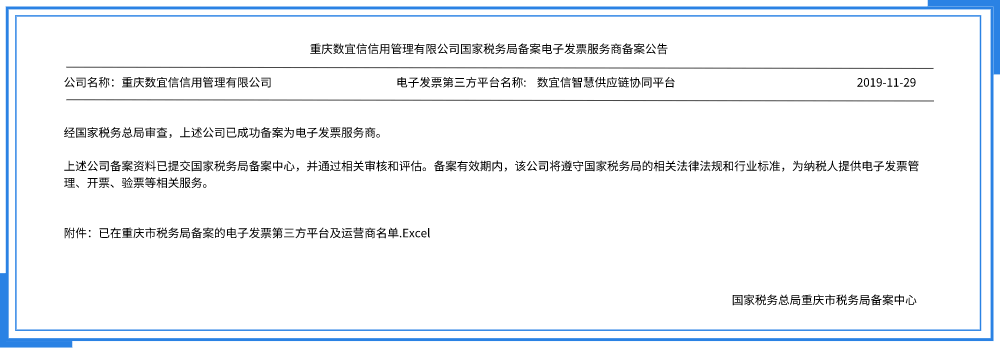 重庆数宜信信用管理有限公司国家税务局备案电子发票服务商备案公告
公司名称：重庆数宜信信用管理有限公司 电子发票第三方平台名称： 数宜信智慧供应链协同平台 2019-11-29
经国家税务总局审查，上述公司已成功备案为电子发票服务商。
上述公司备案资料已提交国家税务局备案中心，并通过相关审核和评估。备案有效期内，该公司将遵守国家税务局的相关法律法规和行业标准，为纳税人提供电子发票管
理、开票、验票等相关服务。
附件：已在重庆市税务局备案的电子发票第三方平台及运营商名单.Excel
国家税务总局重庆市税务局备案中心